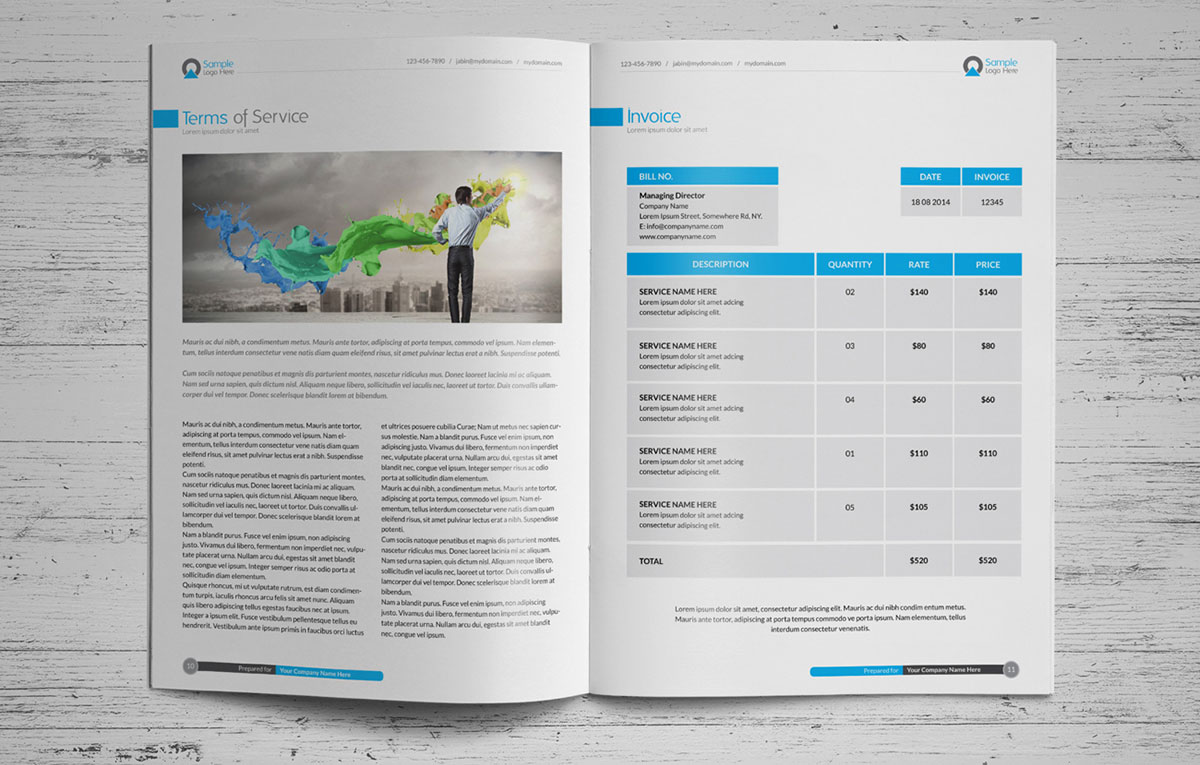 Sample
Logo Here
123-456-7890 / jabin@mydomain.com / mydomain.com
Terms of Service
Lorem ipsum dolor sit amet
Mauris ac dui nibh, a condimentum metus. Mauris ante tortor, adipiscing at porta tempus, commodo vel ipsum. Nam elemen-
tum, tellus interdum consectetur vene natis diam quam eleifend risus, sit amet pulvinar lectus erat a nibh. Suspendisse potenti.
Cum sociis natoque penatibus et magnis dis parturient montes, nascetur ridiculus mus. Donec laoreet lacinia mi ac aliquam.
Nam sed urna sapien, quis dictum nisl. Aliquam neque libero, sollicitudin vel iaculis nec, laoreet ut tortor. Duis convallis ullam-
corper dui vel tempor. Donec scelerisque blandit lorem at bibendum.
Mauris ac dui nibh, a condimentum metus. Mauris ante tortor,
adipiscing at porta tempus, commodo vel ipsum. Nam el-
ementum, tellus interdum consectetur vene natis diam quam
eleifend risus, sit amet pulvinar lectus erat a nibh. Suspendisse
potenti.
Cum sociis natoque penatibus et magnis dis parturient montes,
nascetur ridiculus mus. Donec laoreet lacinia mi ac aliquam.
Nam sed urna sapien, quis dictum nisl. Aliquam neque libero,
sollicitudin vel iaculis nec, laoreet ut tortor. Duis convallis ul-
lamcorper dui vel tempor. Donec scelerisque blandit lorem at
bibendum.
Nam a blandit purus. Fusce vel enim ipsum, non adipiscing
justo. Vivamus dui libero, fermentum non imperdiet nec, vulpu-
tate placerat urna. Nullam arcu dui, egestas sit amet blandit
nec, congue vel ipsum. Integer semper risus ac odio porta at
sollicitudin diam elementum.
Quisque rhoncus, mi ut vulputate rutrum, est diam condimen-
tum turpis, iaculis rhoncus arcu felis sit amet nunc. Aliquam
quis libero adipiscing tellus egestas faucibus nec at ipsum.
Integer a ipsum elit. Fusce vestibulum pellentesque tellus eu
hendrerit. Vestibulum ante ipsum primis in faucibus orci luctus
et ultrices posuere cubilia Curae; Nam ut metus nec sapien cur-
sus molestie. Nam a blandit purus. Fusce vel enim ipsum, non
adipiscing justo. Vivamus dui libero, fermentum non imperdiet
nec, vulputate placerat urna. Nullam arcu dui, egestas sit amet
blandit nec, congue vel ipsum. Integer semper risus ac odio
porta at sollicitudin diam elementum.
Mauris ac dui nibh, a condimentum metus. Mauris ante tortor,
adipiscing at porta tempus, commodo vel ipsum. Nam el-
ementum, tellus interdum consectetur vene natis diam quam
eleifend risus, sit amet pulvinar lectus erat a nibh. Suspendisse
potenti.
Cum sociis natoque penatibus et magnis dis parturient montes,
nascetur ridiculus mus. Donec laoreet lacinia mi ac aliquam.
Nam sed urna sapien, quis dictum nisl. Aliquam neque libero,
sollicitudin vel iaculis nec, laoreet ut tortor. Duis convallis ul-
lamcorper dui vel tempor. Donec scelerisque blandit lorem at
bibendum.
Nam a blandit purus. Fusce vel enim ipsum, non adipiscing
justo. Vivamus dui libero, fermentum non imperdiet nec, vulpu-
tate placerat urna. Nullam arcu dui, egestas sit amet blandit
nec, congue vel ipsum.
10 Prepared for Your Company Name Here
123-456-7890 / jabin@mydomain.com / mydomain.com
Sample
Logo Here
Invoice
Lorem ipsum dolor sit amet
BILL NO.
Managing Director
Company Name
Lorem Ipsum Street, Somewhere Rd, NY.
E: info@companyname.com
www.companyname.com
DATE INVOICE
18 08 2014 12345
DESCRIPTION QUANTITY RATE PRICE
SERVICE NAME HERE 02 $140 $140
Lorem ipsum dolor sit amet adcing
consectetur adipiscing elit.
SERVICE NAME HERE 03 $80 $80
Lorem ipsum dolor sit amet adcing
consectetur adipiscing elit.
SERVICE NAME HERE 04 $60 $60
Lorem ipsum dolor sit amet adcing
consectetur adipiscing elit.
SERVICE NAME HERE 01 $110 $110
Lorem ipsum dolor sit amet adcing
consectetur adipiscing elit.
SERVICE NAME HERE 05 $105 $105
Lorem ipsum dolor sit amet adcing
consectetur adipiscing elit.
TOTAL $520 $520
Lorem ipsum dolor sit amet, consectetur adipiscing elit. Mauris ac dui nibh condim entum metus.
Mauris ante tortor, adipiscing at porta tempus commodo ve porta ipsum. Nam elementum, tellus
interdum consectetur venenatis.
Prepared for Your Company Name Here 11